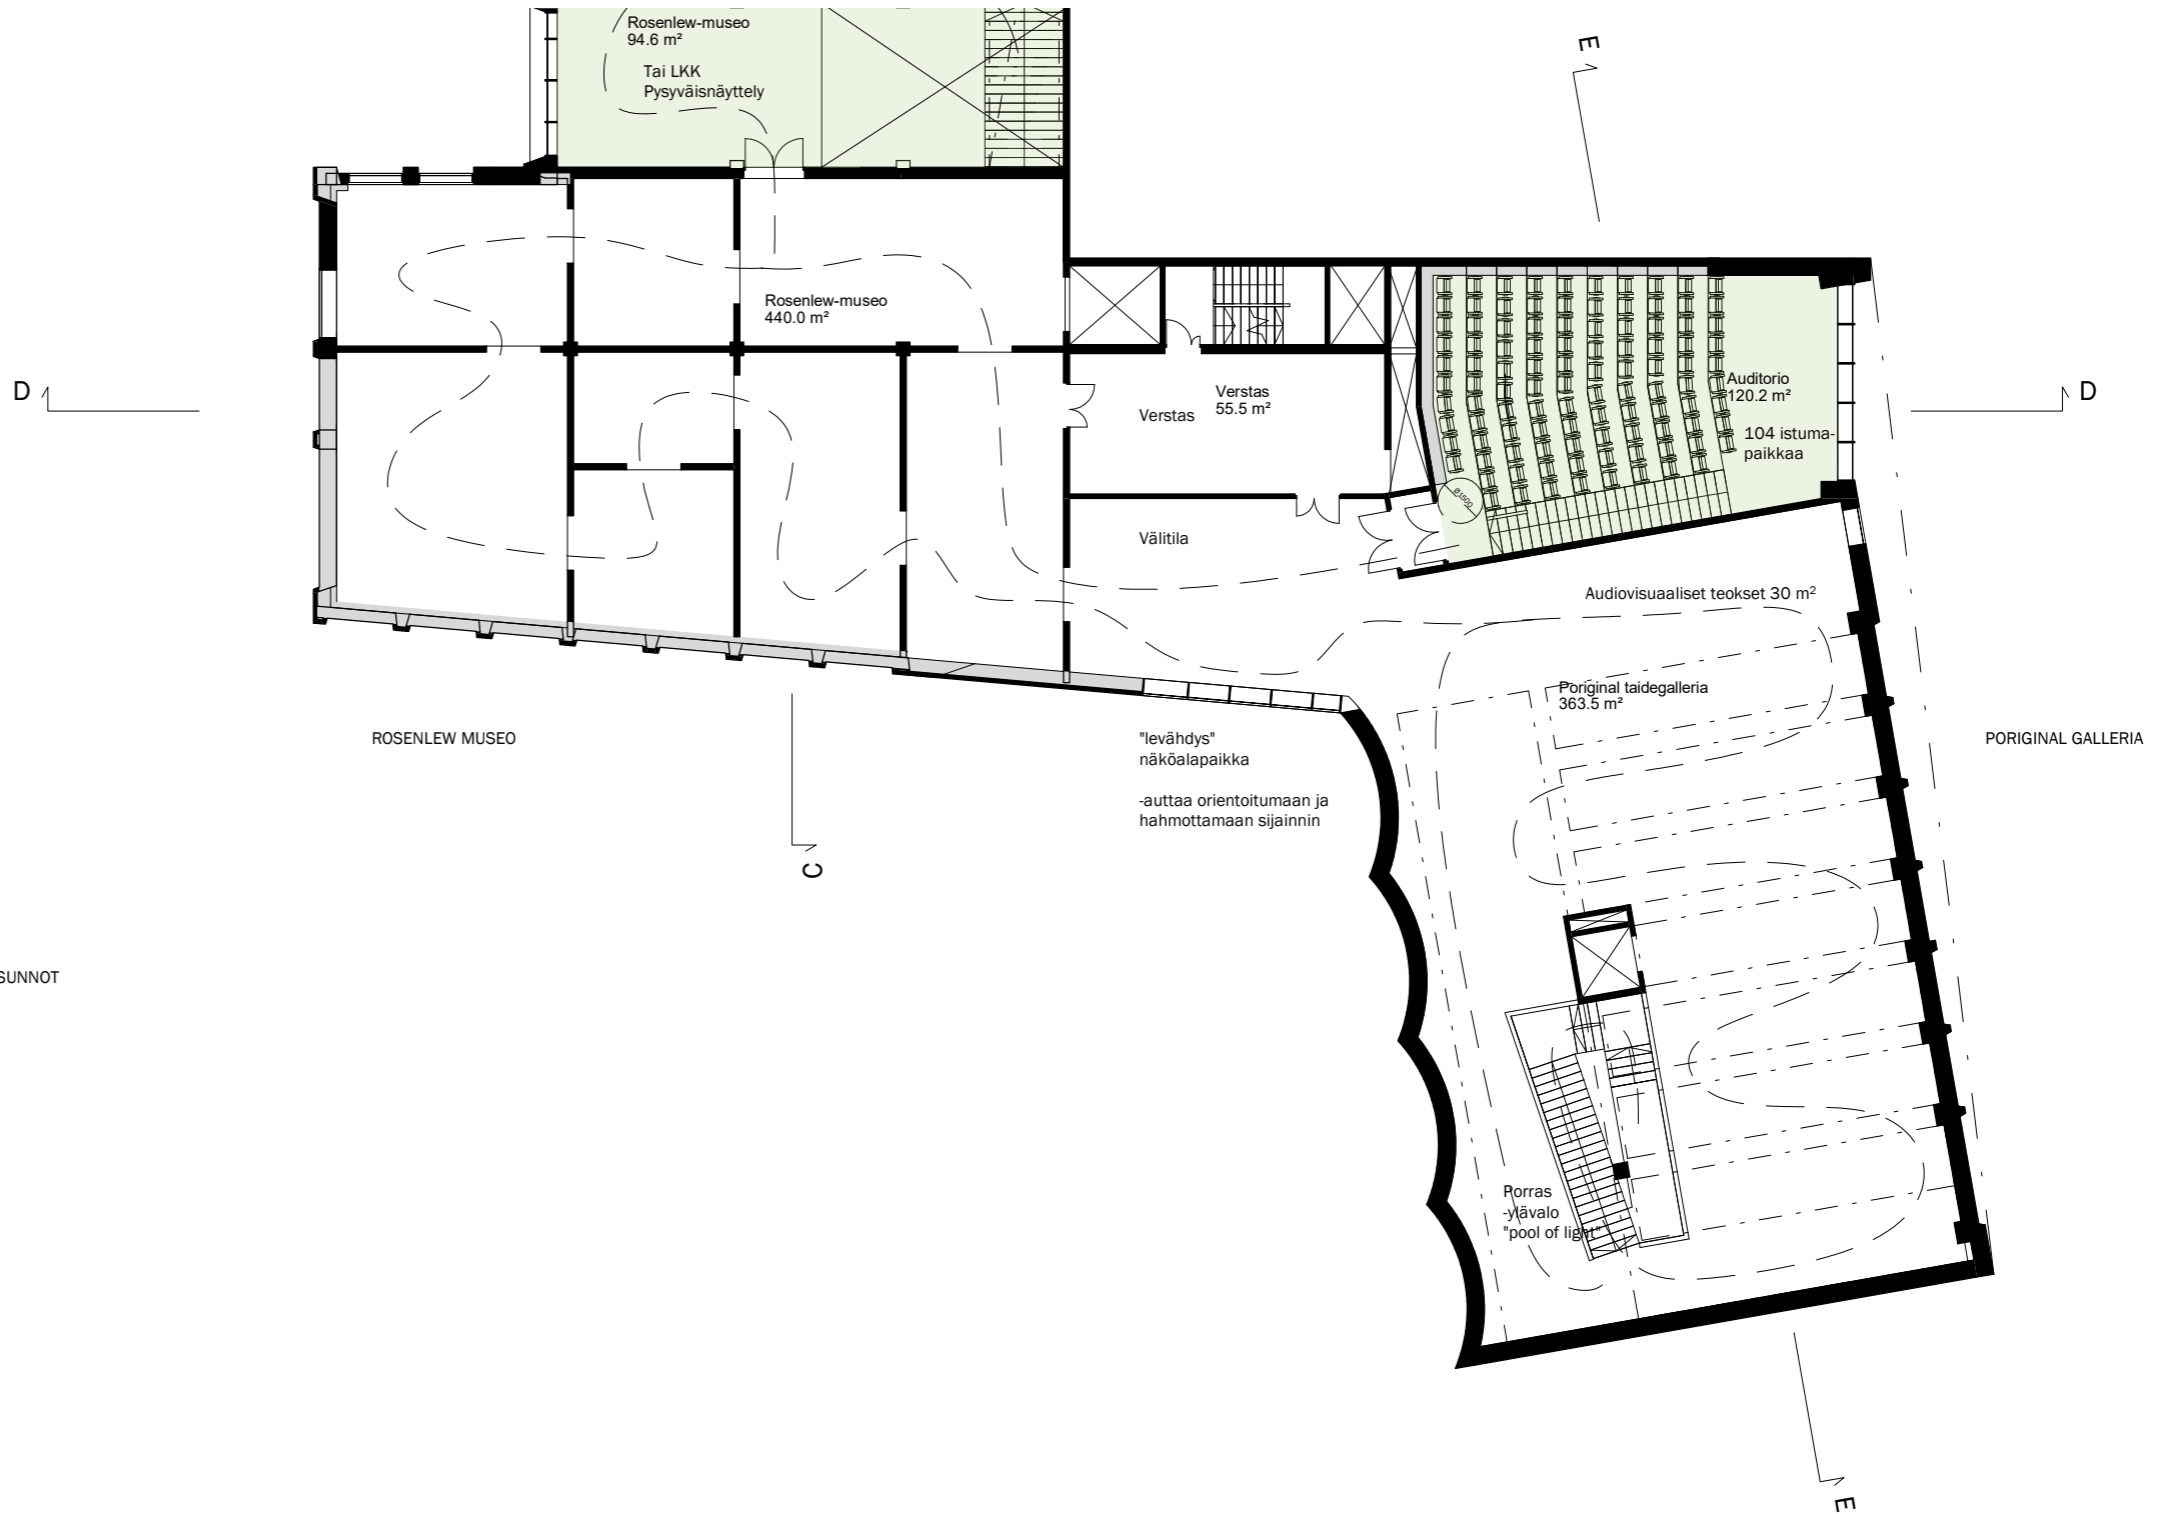 Rosenlew-museo
94.6 m²
Tai LKK
Pysyväisnäyttely
E
Rosenlew-museo
440.0 m²
D
Verstas
Verstas
55.5 m²
Auditorio
120.2 m²
104 istuma-
paikkaa
D
Ø1500
Välitila
Audiovisuaaliset teokset 30 m²
Poriginal taidegalleria
363.5 m²
ROSENLEW MUSEO
"levähdys"
näköalapaikka
-auttaa orientoitumaan ja
hahmottamaan sijainnin
PORIGINAL GALLERIA
C
SUNNOT
Porras
-ylävalo
"pool of light"
E